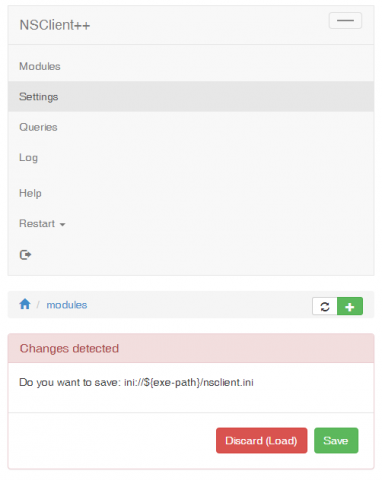 NSClient++
Modules
Settings
Queries
Log
Help
Restart
/ modules
Changes detected
Do you want to save: ini://${exe-path}/nsclient.ini
Discard (Load) Save